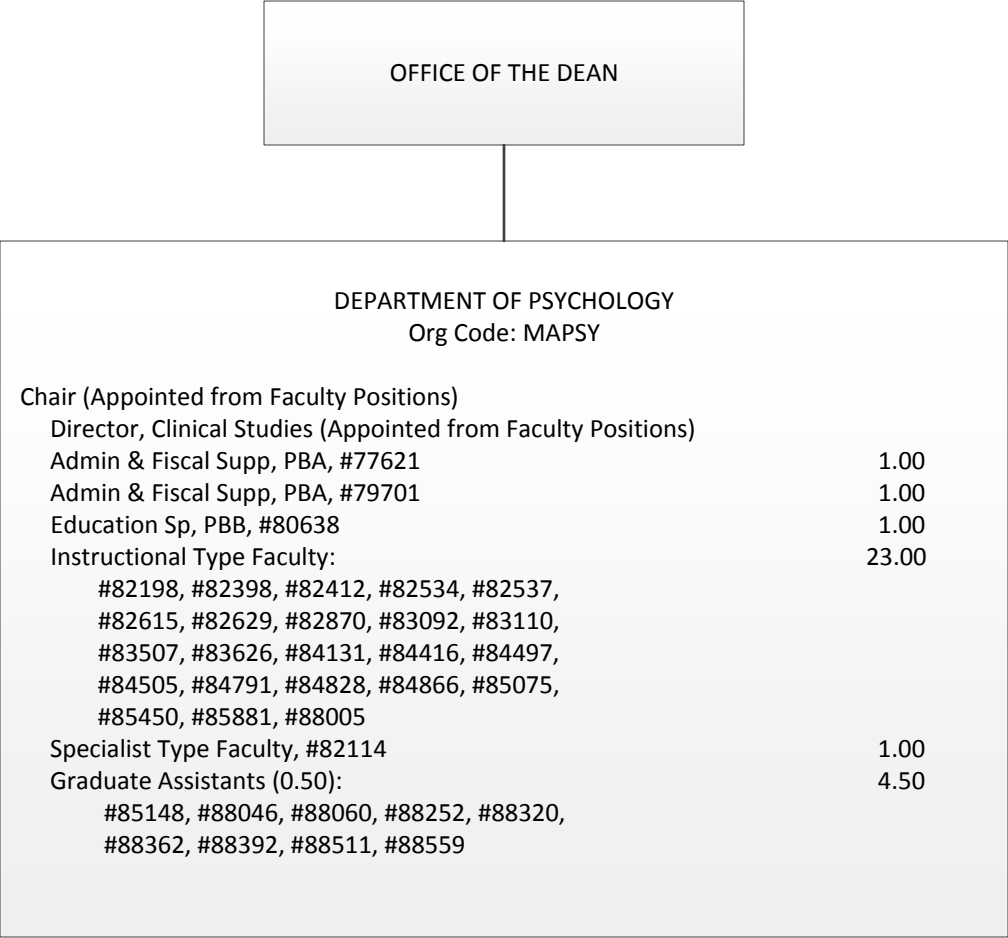 OFFICE OF THE DEAN
DEPARTMENT OF PSYCHOLOGY
Org Code: MAPSY
Chair (Appointed from Faculty Positions)
Director, Clinical Studies (Appointed from Faculty Positions)
Admin & Fiscal Supp, PBA, #77621 1.00
Admin & Fiscal Supp, PBA, #79701 1.00
Education Sp, PBB, #80638 1.00
Instructional Type Faculty: 23.00
#82198, #82398, #82412, #82534, #82537,
#82615, #82629, #82870, #83092, #83110,
#83507, #83626, #84131, #84416, #84497,
#84505, #84791, #84828, #84866, #85075,
#85450, #85881, #88005
Specialist Type Faculty, #82114 1.00
Graduate Assistants (0.50): 4.50
#85148, #88046, #88060, #88252, #88320,
#88362, #88392, #88511, #88559